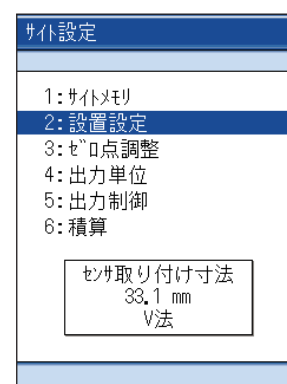 ｻｲﾄ設定
1:ｻｲﾄﾒﾓﾘ
2:設置設定
3:ｾﾞﾛ点調整
4:出力単位
5:出力制御
6:積算
ｾﾝｻ取り付け寸法
33.1 mm
V法